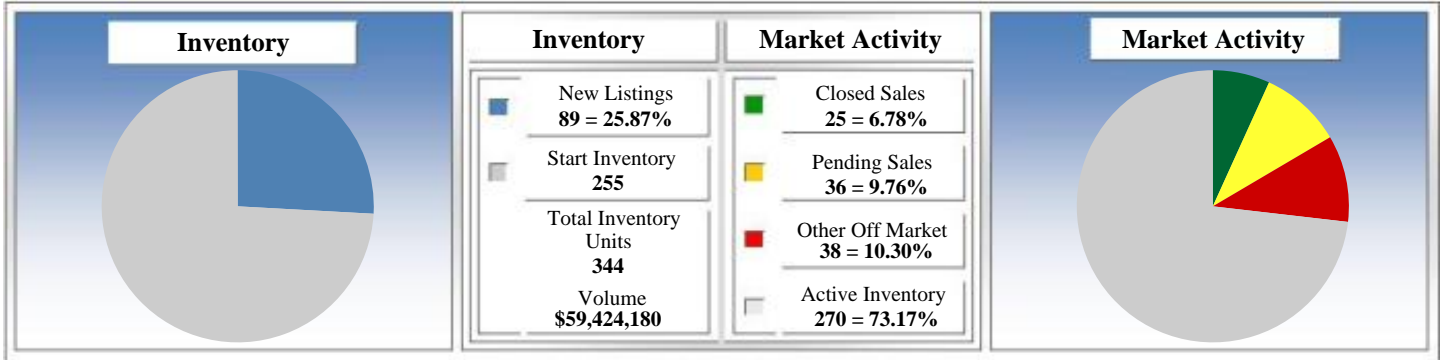 Inventory
Inventory
New Listings
89 = 25.87%
Start Inventory
255
Total Inventory
Units
344
Volume
$59,424,180
Market Activity
Closed Sales
25 = 6.78%
Pending Sales
36 = 9.76%
Other Off Market
38 = 10.30%
Active Inventory
270 = 73.17%
Market Activity